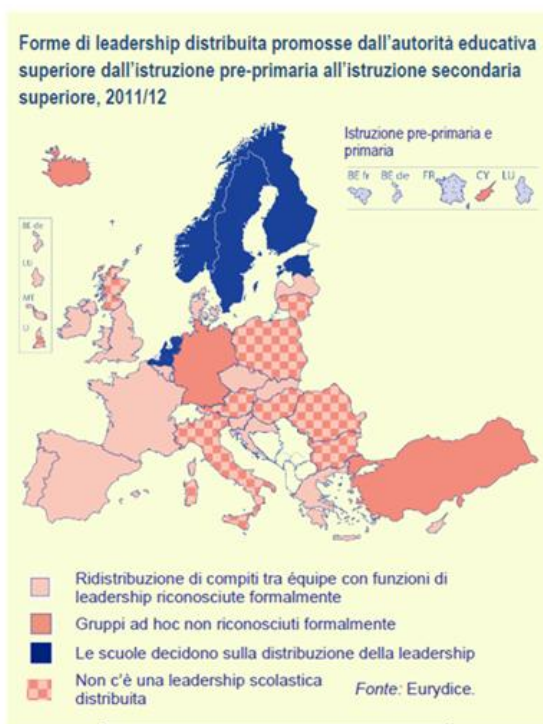 Forme di leadership distribuita promosse dall'autorità educativa
superiore dall'istruzione pre-primaria all'istruzione secondaria
superiore, 2011/12
Istruzione pre-primaria e
primaria
BE fr BE de FR CY LU
BE de
LU
MT
LI
Ridistribuzione di compiti tra équipe con funzioni di
leadership riconosciute formalmente
Gruppi ad hoc non riconosciuti formalmente
Le scuole decidono sulla distribuzione della leadership
Non c'è una leadership scolastica
distribuita
Fonte: Eurydice.